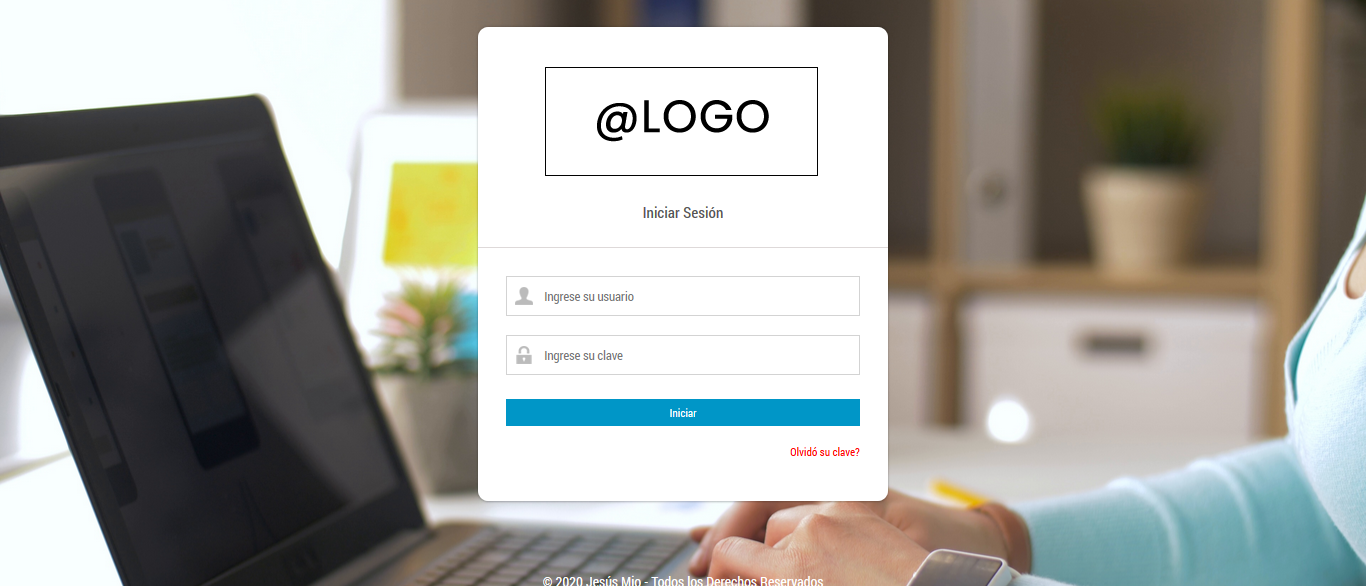 @LOGO
Iniciar Sesión
Ingrese su usuario
Ingrese su clave
Iniciar
Olvidó su clave?
© 2020 Jesús Mio - Todos los Derechos Reservados